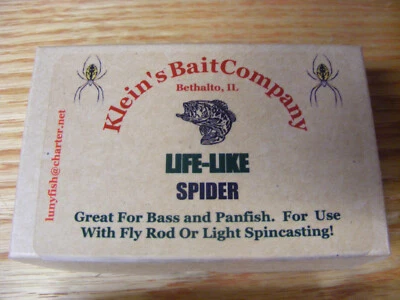 Klein's BaitCompany
Bethalto, IL
lunyfish@charter.net
LIFE-LIKE
SPIDER
Great For Bass and Panfish. For Use
With Fly Rod Or Light Spincasting!